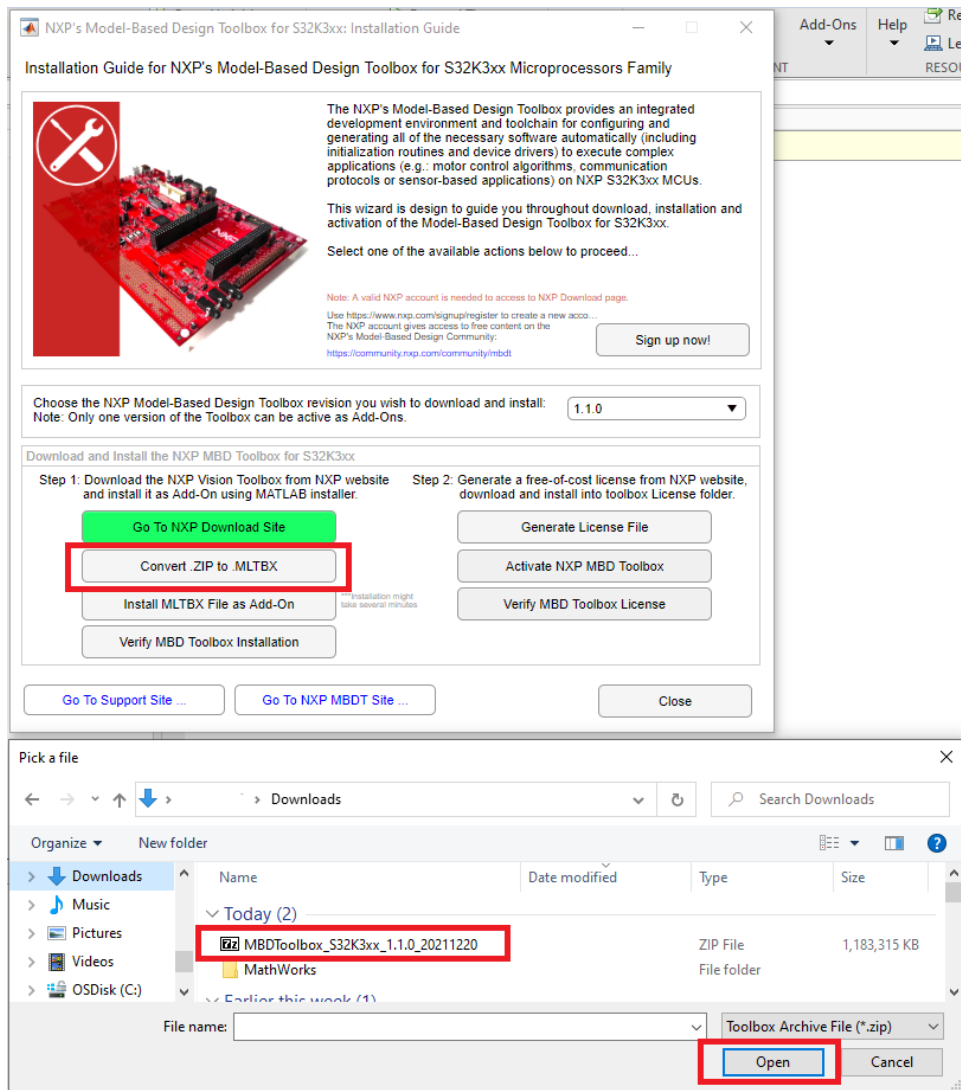 NXP's Model-Based Design Toolbox for S32K3xx: Installation Guide
Add-Ons
Help
Re
Le
NT
RESOU
Installation Guide for NXP's Model-Based Design Toolbox for S32K3xx Microprocessors Family
The NXP's Model-Based Design Toolbox provides an integrated
development environment and toolchain for configuring and
generating all of the necessary software automatically (including
initialization routines and device drivers) to execute complex
applications (e.g.: motor control algorithms, communication
protocols or sensor-based applications) on NXP S32K3xx MCUs.
This wizard is design to guide you throughout download, installation and
activation of the Model-Based Design Toolbox for S32K3xx.
Select one of the available actions below to proceed...
Note: A valid NXP account is needed to access to NXP Download page.
Use https://www.nxp.com/signup/register to create a new acco...
The NXP account gives access to free content on the
NXP's Model-Based Design Community:
https://community.nxp.com/community/mbdt
Sign up now!
Choose the NXP Model-Based Design Toolbox revision you wish to download and install:
Note: Only one version of the Toolbox can be active as Add-Ons.
1.1.0
Download and Install the NXP MBD Toolbox for S32K3xx
Step 1: Download the NXP Vision Toolbox from NXP website
and install it as Add-On using MATLAB installer.
Step 2: Generate a free-of-cost license from NXP website,
download and install into toolbox License folder.
Go To NXP Download Site
Generate License File
Convert .ZIP to .MLTBX
Activate NXP MBD Toolbox
Install MLTBX File as Add-On
***Installation might
take several minutes
Verify MBD Toolbox License
Verify MBD Toolbox Installation
Go To Support Site ...
Go To NXP MBDT Site ...
Close
Pick a file
Downloads
Search Downloads
Organize
New folder
Downloads
Music
Pictures
Videos
OSDisk (C:)
Name
Date modified
Type
Size
Today (2)
MBDToolbox_S32K3xx_1.1.0_20211220
ZIP File
1,183,315 KB
MathWorks
File folder
Earlier this week (1)
File name:
Toolbox Archive File (*.zip)
Open
Cancel